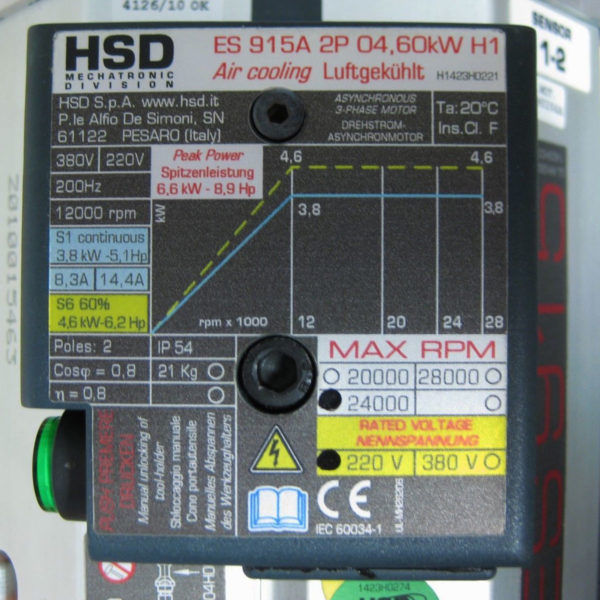 4126/10 OK
HSD
MECHATRONIC
DIVISION
ES 915A 2P 04,60kW H1
Air cooling Luftgekühlt H1423H0221
HSD S.p.A. www.hsd.it
P.le Alfio De Simoni, SN
61122 PESARO (Italy)
ASYNCHRONOUS
3-PHASE MOTOR
DREHSTROM-
ASYNCHRONMOTOR
Ta: 20°C
Ins.Cl. F
SENSOR
1-2
380V 220V
200Hz
12000 rpm
S1 continuous
3,8 kW -5,1Hp
8,3A 14,4A
S6 60%
4,6 kW-6,2 Hp
Peak Power
Spitzenleistung
6,6 kW - 8,9 Hp
4,6 4,6
3,8 3,8
kW
rpm x 1000 12 20 24 28
Poles: 2 IP 54
Cosφ = 0,8 21 Kg
η = 0,8
MAX RPM
20000 28000
24000
RATED VOLTAGE
NENNSPANNUNG
220 V 380 V
Manual unlocking of
tool-holder
Sbloccaggio manuale
Cono portautensile
Manuelles Abspannen
des Werkzeughalters
CE
IEC 60034-1
2010015463
HSD
1423H0274